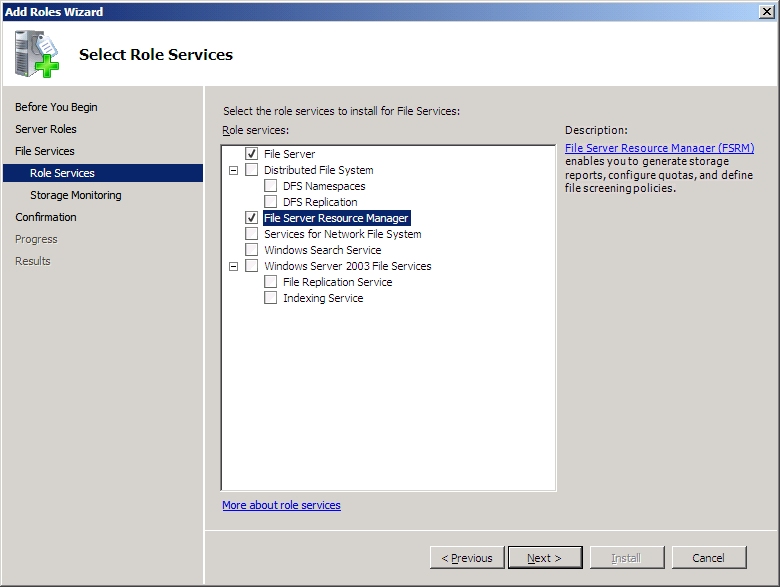 Add Roles Wizard
Select Role Services
Before You Begin
Server Roles
File Services
Role Services
Storage Monitoring
Confirmation
Progress
Results
Select the role services to install for File Services:
Role services:
File Server
Distributed File System
DFS Namespaces
DFS Replication
File Server Resource Manager
Services for Network File System
Windows Search Service
Windows Server 2003 File Services
File Replication Service
Indexing Service
More about role services
Description:
File Server Resource Manager (FSRM)
enables you to generate storage
reports, configure quotas, and define
file screening policies.
< Previous
Next >
Install
Cancel